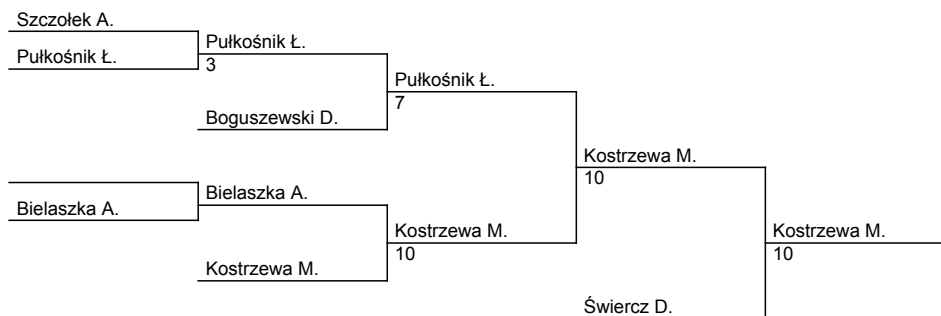 Szczołek A.
Pułkośnik Ł.
Pułkośnik Ł.
3
Pułkośnik Ł.
7
Boguszewski D.
Kostrzewa M.
10
Bielaszka A.
Bielaszka A.
Kostrzewa M.
10
Kostrzewa M.
10
Kostrzewa M.
Świercz D.